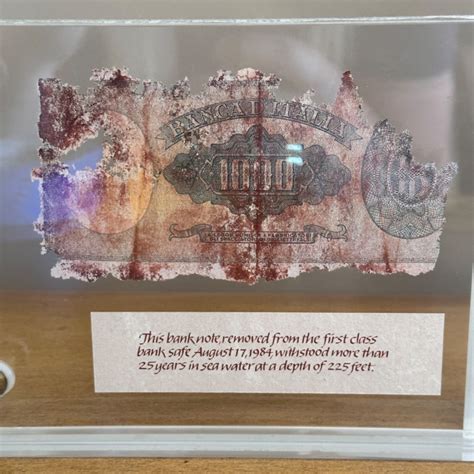 BANCA D'ITALIA
1000
This bank note, removed from the first class
bank safe August 17, 1984, withstood more than
25 years in sea water at a depth of 225 feet.